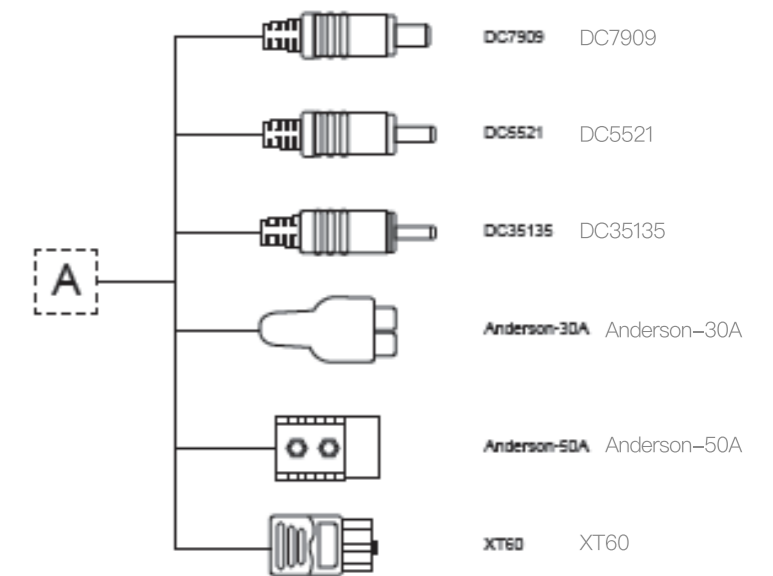 DC7909 DC7909
DC5521 DC5521
DC35135 DC35135
A
Anderson-30A Anderson-30A
Anderson-50A Anderson-50A
XT60 XT60